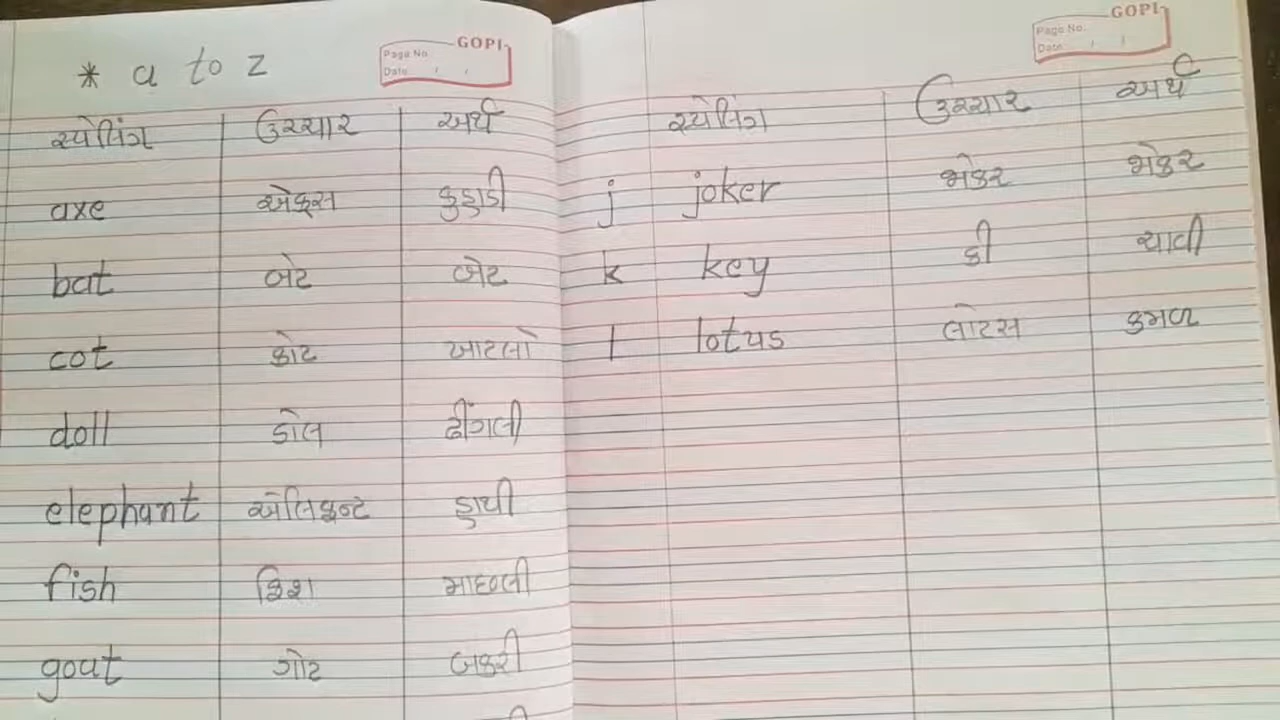 * a to z
GOPI
Page No.
Date / /
સ્પેલિંગ ઉચ્ચાર અર્થ
axe એક્સ કુહાડી
bat બેટ બેટ
cot કોટ ખાટલો
doll ડોલ ઢીંગલી
elephant એલિફન્ટ હાથી
fish ફિશ માછલી
goat ગોટ બકરી
GOPI
Page No.
Date / /
સ્પેલિંગ ઉચ્ચાર અર્થ
j joker જોકર જોકર
k key કી ચાવી
l lotus લોટસ કમળ